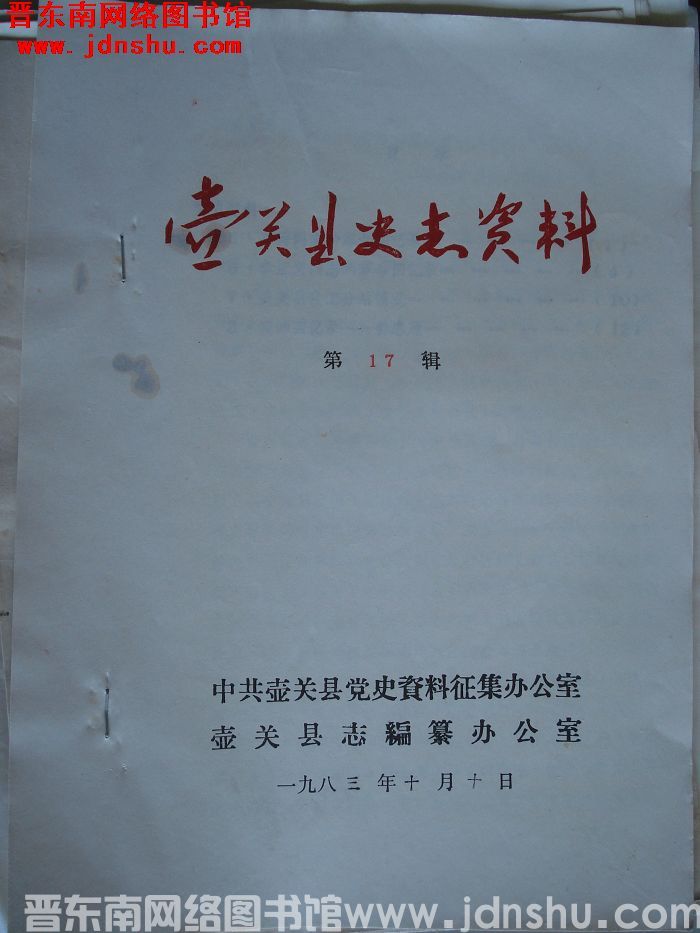 晋东南网络图书馆
www.jdnshu.com
壶关县史志资料
第 17 辑
中共壶关县党史資料征集办公室
壶关县志編纂办公室
一九八三年十月十日
晋东南网络图书馆www.jdnshu.com